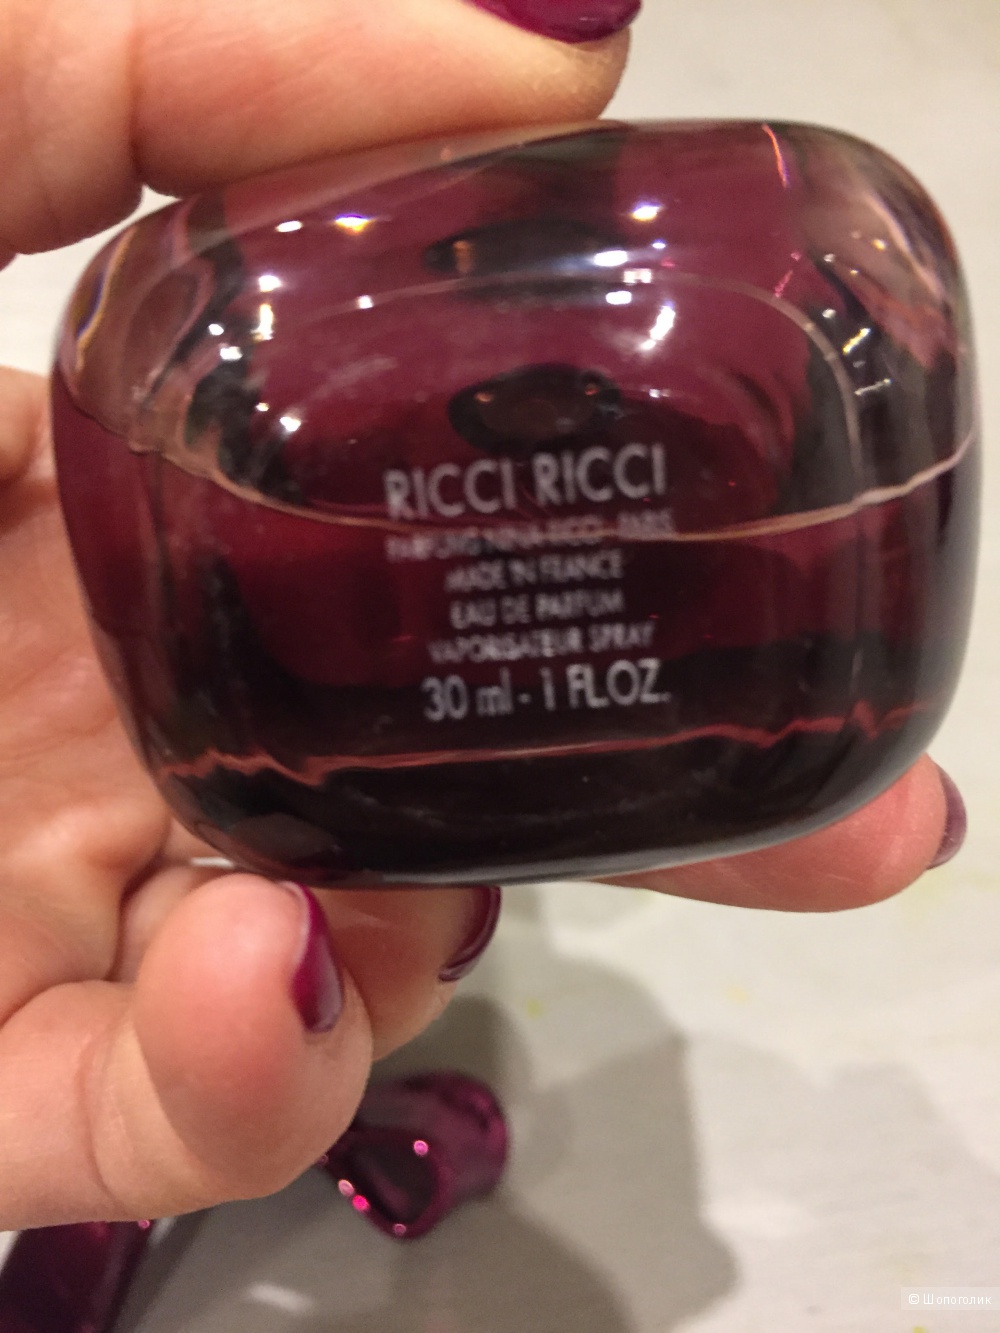 RICCI RICCI
PARFUMS NINA RICCI - PARIS
MADE IN FRANCE
EAU DE PARFUM
VAPORISATEUR SPRAY
30 ml - 1 FL.OZ.
© Шопоголик